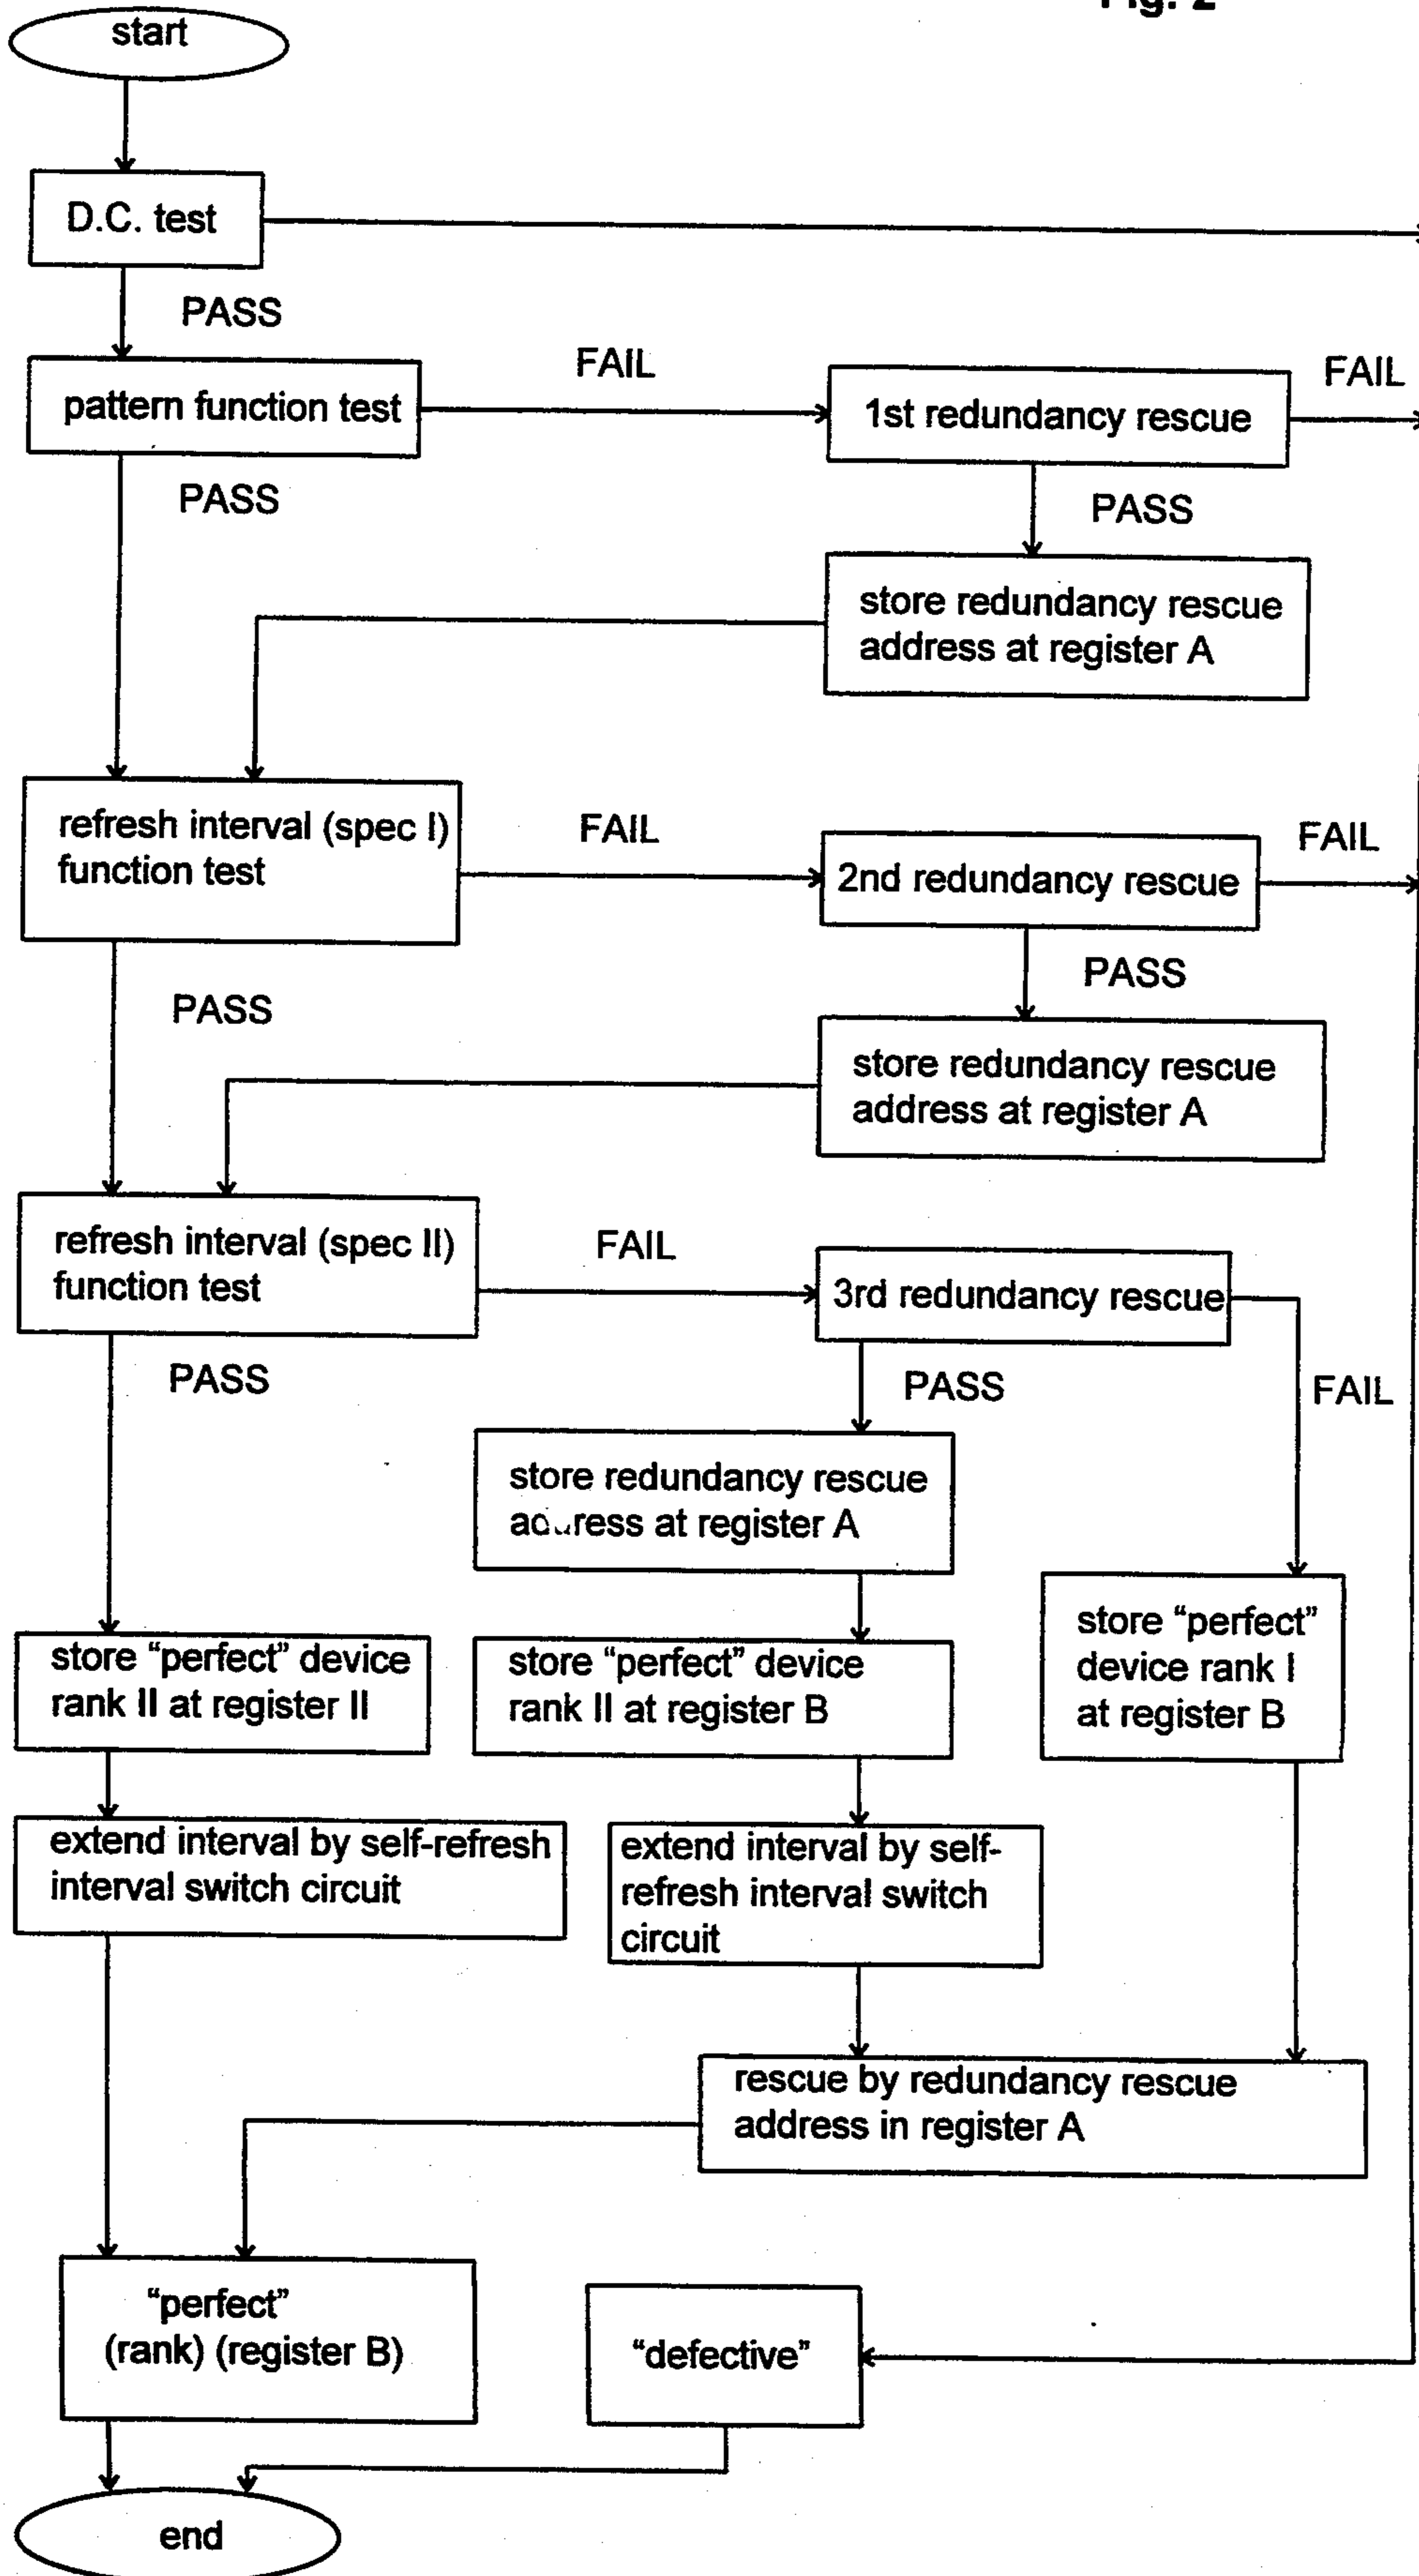 Fig. 2
start
D.C. test
PASS
pattern function test
FAIL
1st redundancy rescue
FAIL
PASS
PASS
store redundancy rescue
address at register A
refresh interval (spec I)
function test
FAIL
2nd redundancy rescue
FAIL
PASS
PASS
store redundancy rescue
address at register A
refresh interval (spec II)
function test
FAIL
3rd redundancy rescue
PASS
PASS
FAIL
store redundancy rescue
address at register A
store “perfect” device
rank II at register II
store “perfect” device
rank II at register B
store “perfect”
device rank I
at register B
extend interval by self-refresh
interval switch circuit
extend interval by self-
refresh interval switch
circuit
rescue by redundancy rescue
address in register A
“perfect”
(rank) (register B)
“defective”
end